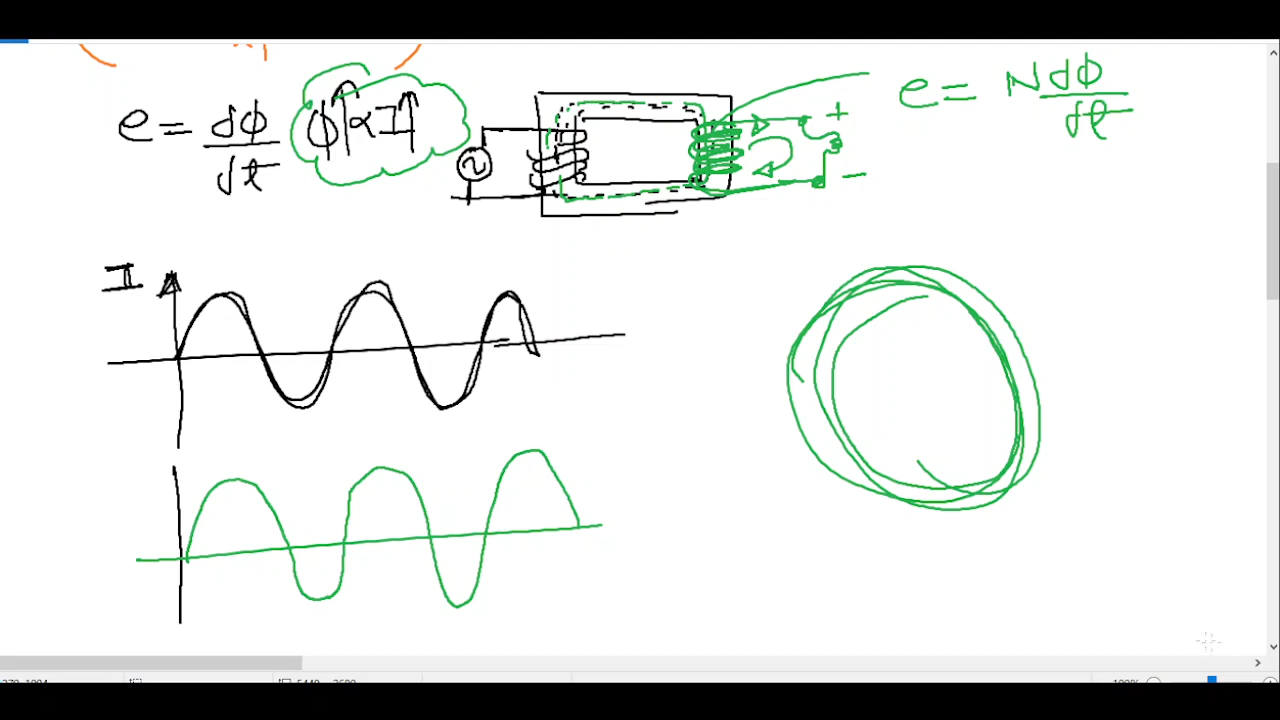 e = dϕ/dt
ϕ↑ ∝ I↑
e = N dϕ/dt
+
~
−
I